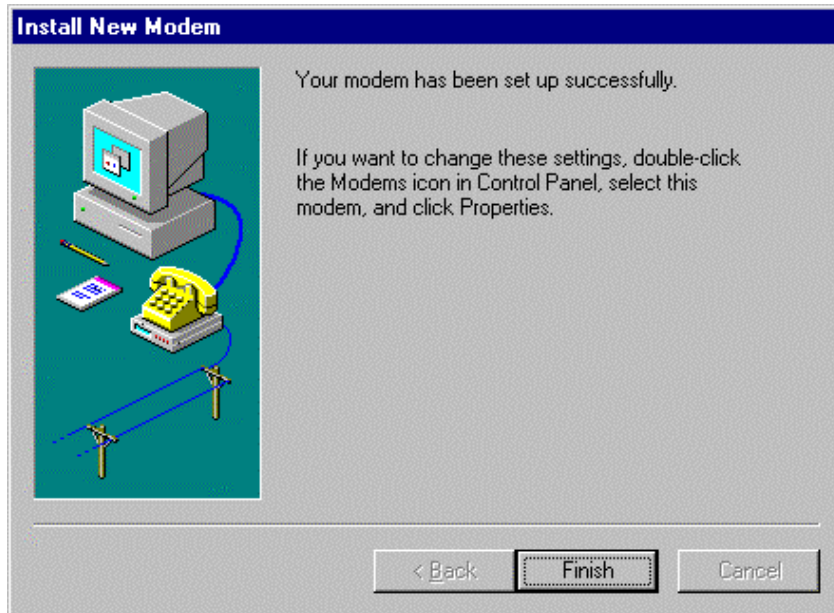 Install New Modem
Your modem has been set up successfully.
If you want to change these settings, double-click
the Modems icon in Control Panel, select this
modem, and click Properties.
< Back
Finish
Cancel